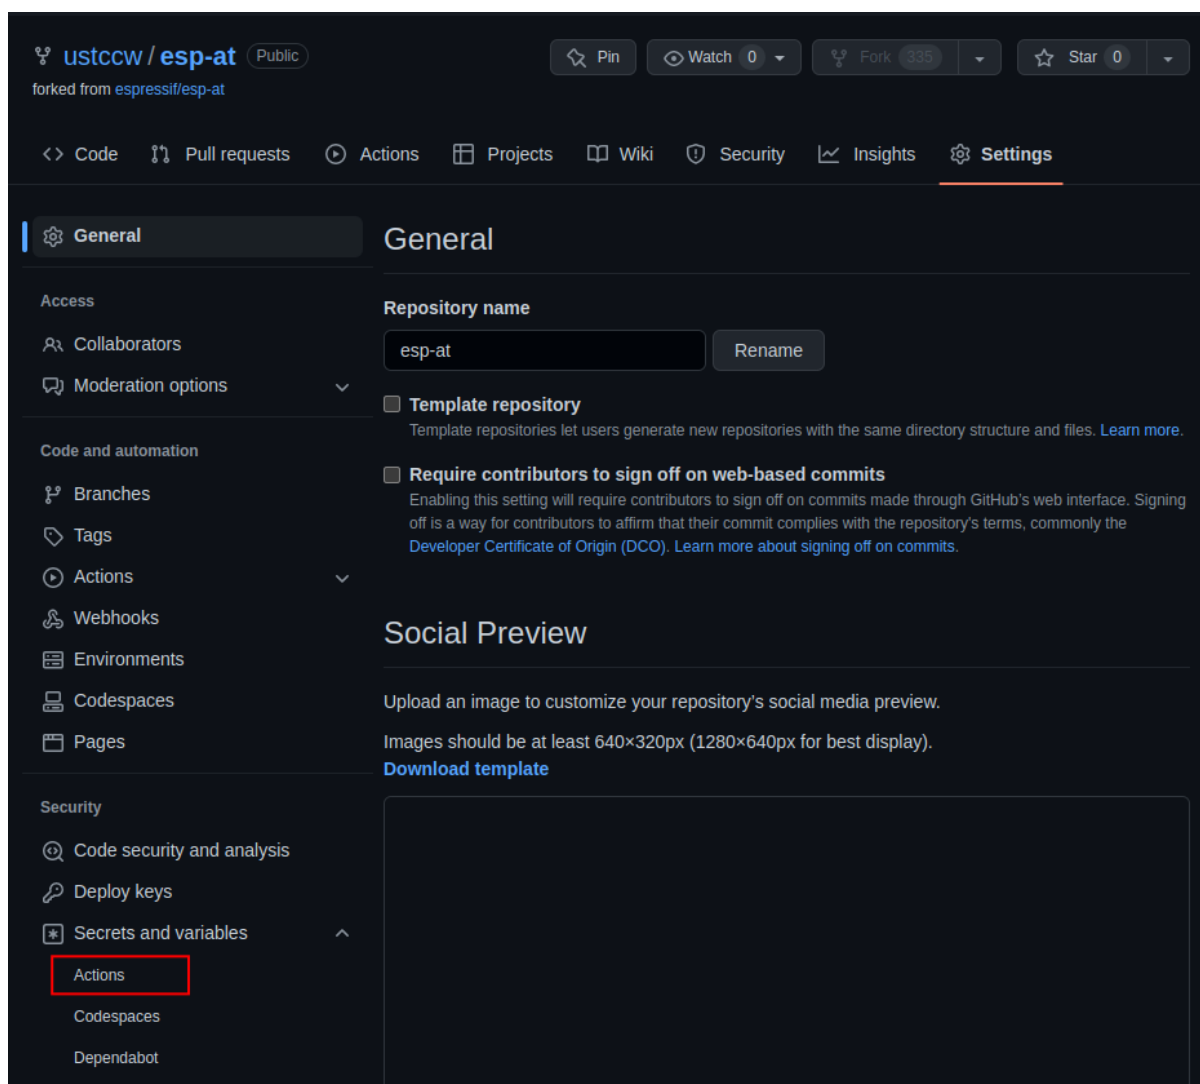 ustccw / esp-at Public
Pin
Watch 0
Fork 335
Star 0
forked from espressif/esp-at
Code
Pull requests
Actions
Projects
Wiki
Security
Insights
Settings
General
Access
Collaborators
Moderation options
Code and automation
Branches
Tags
Actions
Webhooks
Environments
Codespaces
Pages
Security
Code security and analysis
Deploy keys
Secrets and variables
Actions
Codespaces
Dependabot
General
Repository name
esp-at
Rename
Template repository
Template repositories let users generate new repositories with the same directory structure and files. Learn more.
Require contributors to sign off on web-based commits
Enabling this setting will require contributors to sign off on commits made through GitHub's web interface. Signing
off is a way for contributors to affirm that their commit complies with the repository's terms, commonly the
Developer Certificate of Origin (DCO). Learn more about signing off on commits.
Social Preview
Upload an image to customize your repository's social media preview.
Images should be at least 640×320px (1280×640px for best display).
Download template